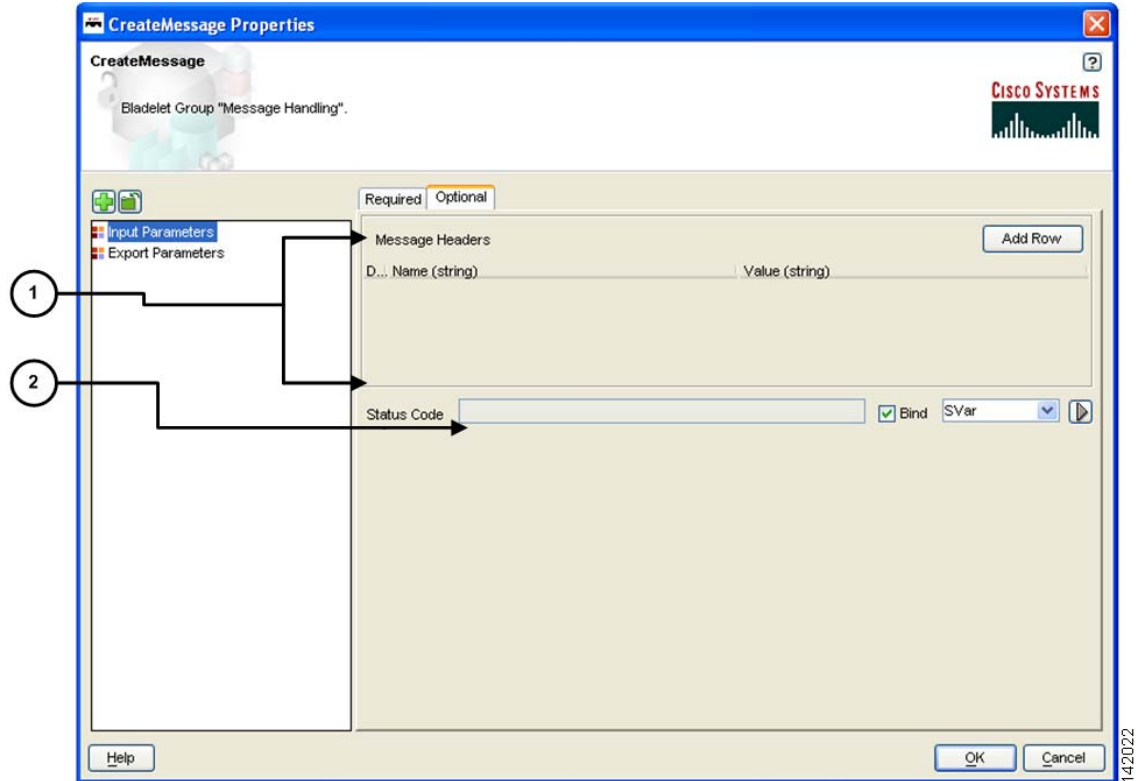 CreateMessage Properties
CreateMessage
?
Bladelet Group "Message Handling".
CISCO SYSTEMS
Required Optional
Input Parameters
Export Parameters
Message Headers Add Row
D... Name (string) Value (string)
1
2
Status Code Bind SVar
Help OK Cancel
142022